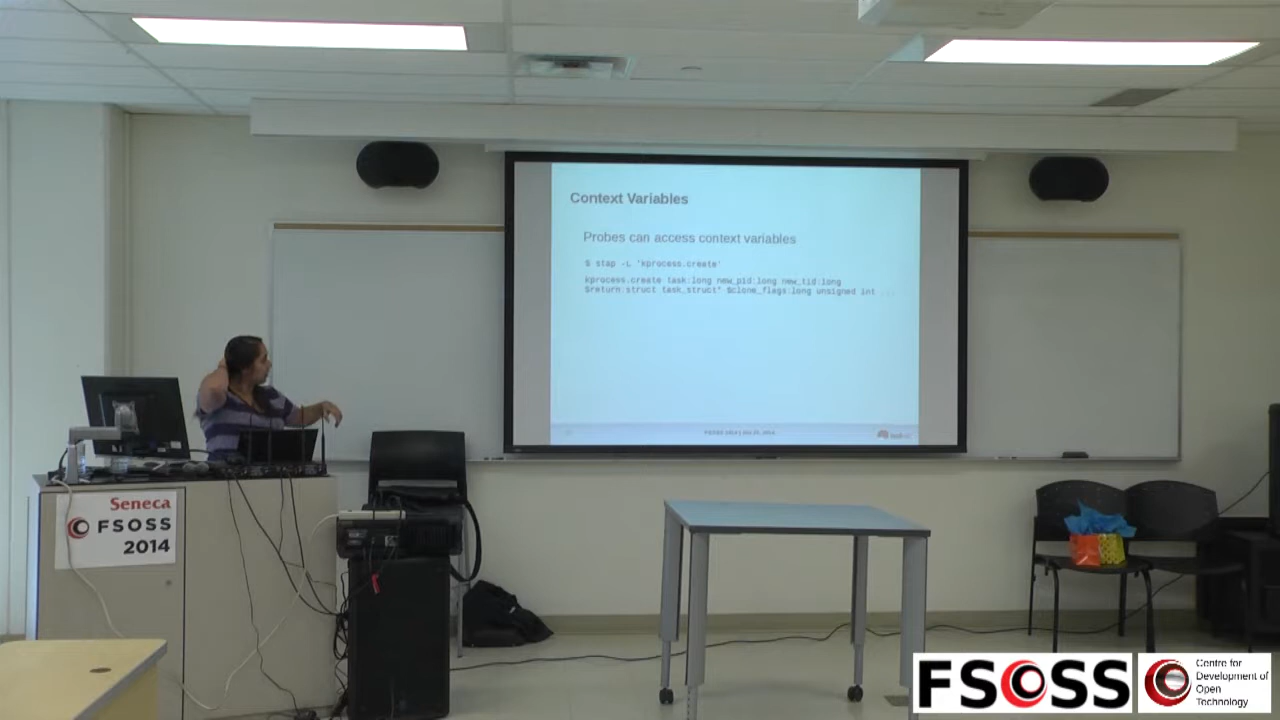 Context Variables
Probes can access context variables
$ stap -L 'kprocess.create'
kprocess.create task:long new_pid:long new_tid:long
$return:struct task_struct* $clone_flags:long unsigned int ...
Seneca
FSOSS
2014
FSOSS
Centre for
Development of
Open
Technology